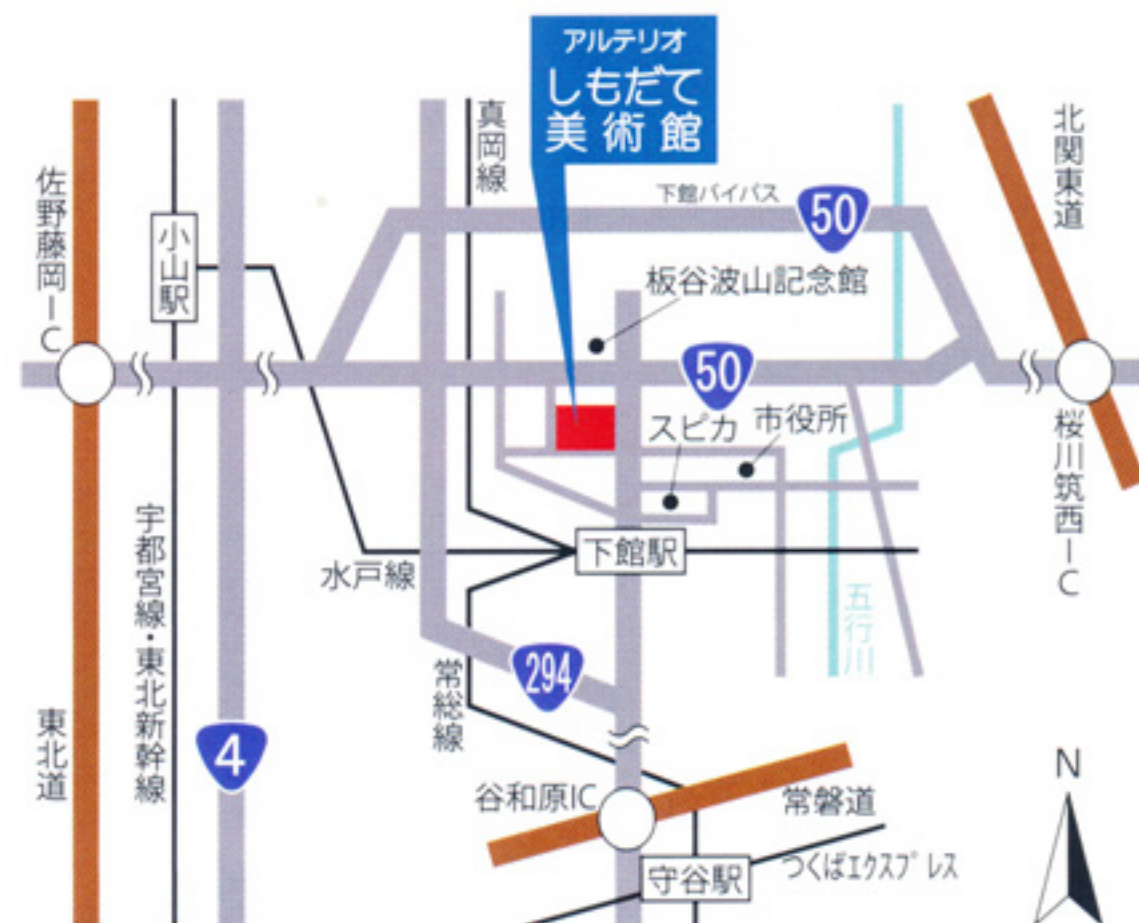 アルテリオ
しもだて
美術館
真岡線
北関東道
佐野藤岡IC
小山駅
下館バイパス
50
板谷波山記念館
50
スピカ
市役所
桜川筑西IC
宇都宮線・東北新幹線
水戸線
下館駅
五行川
294
常総線
東北道
4
谷和原IC
常磐道
N
守谷駅
つくばエクスプレス